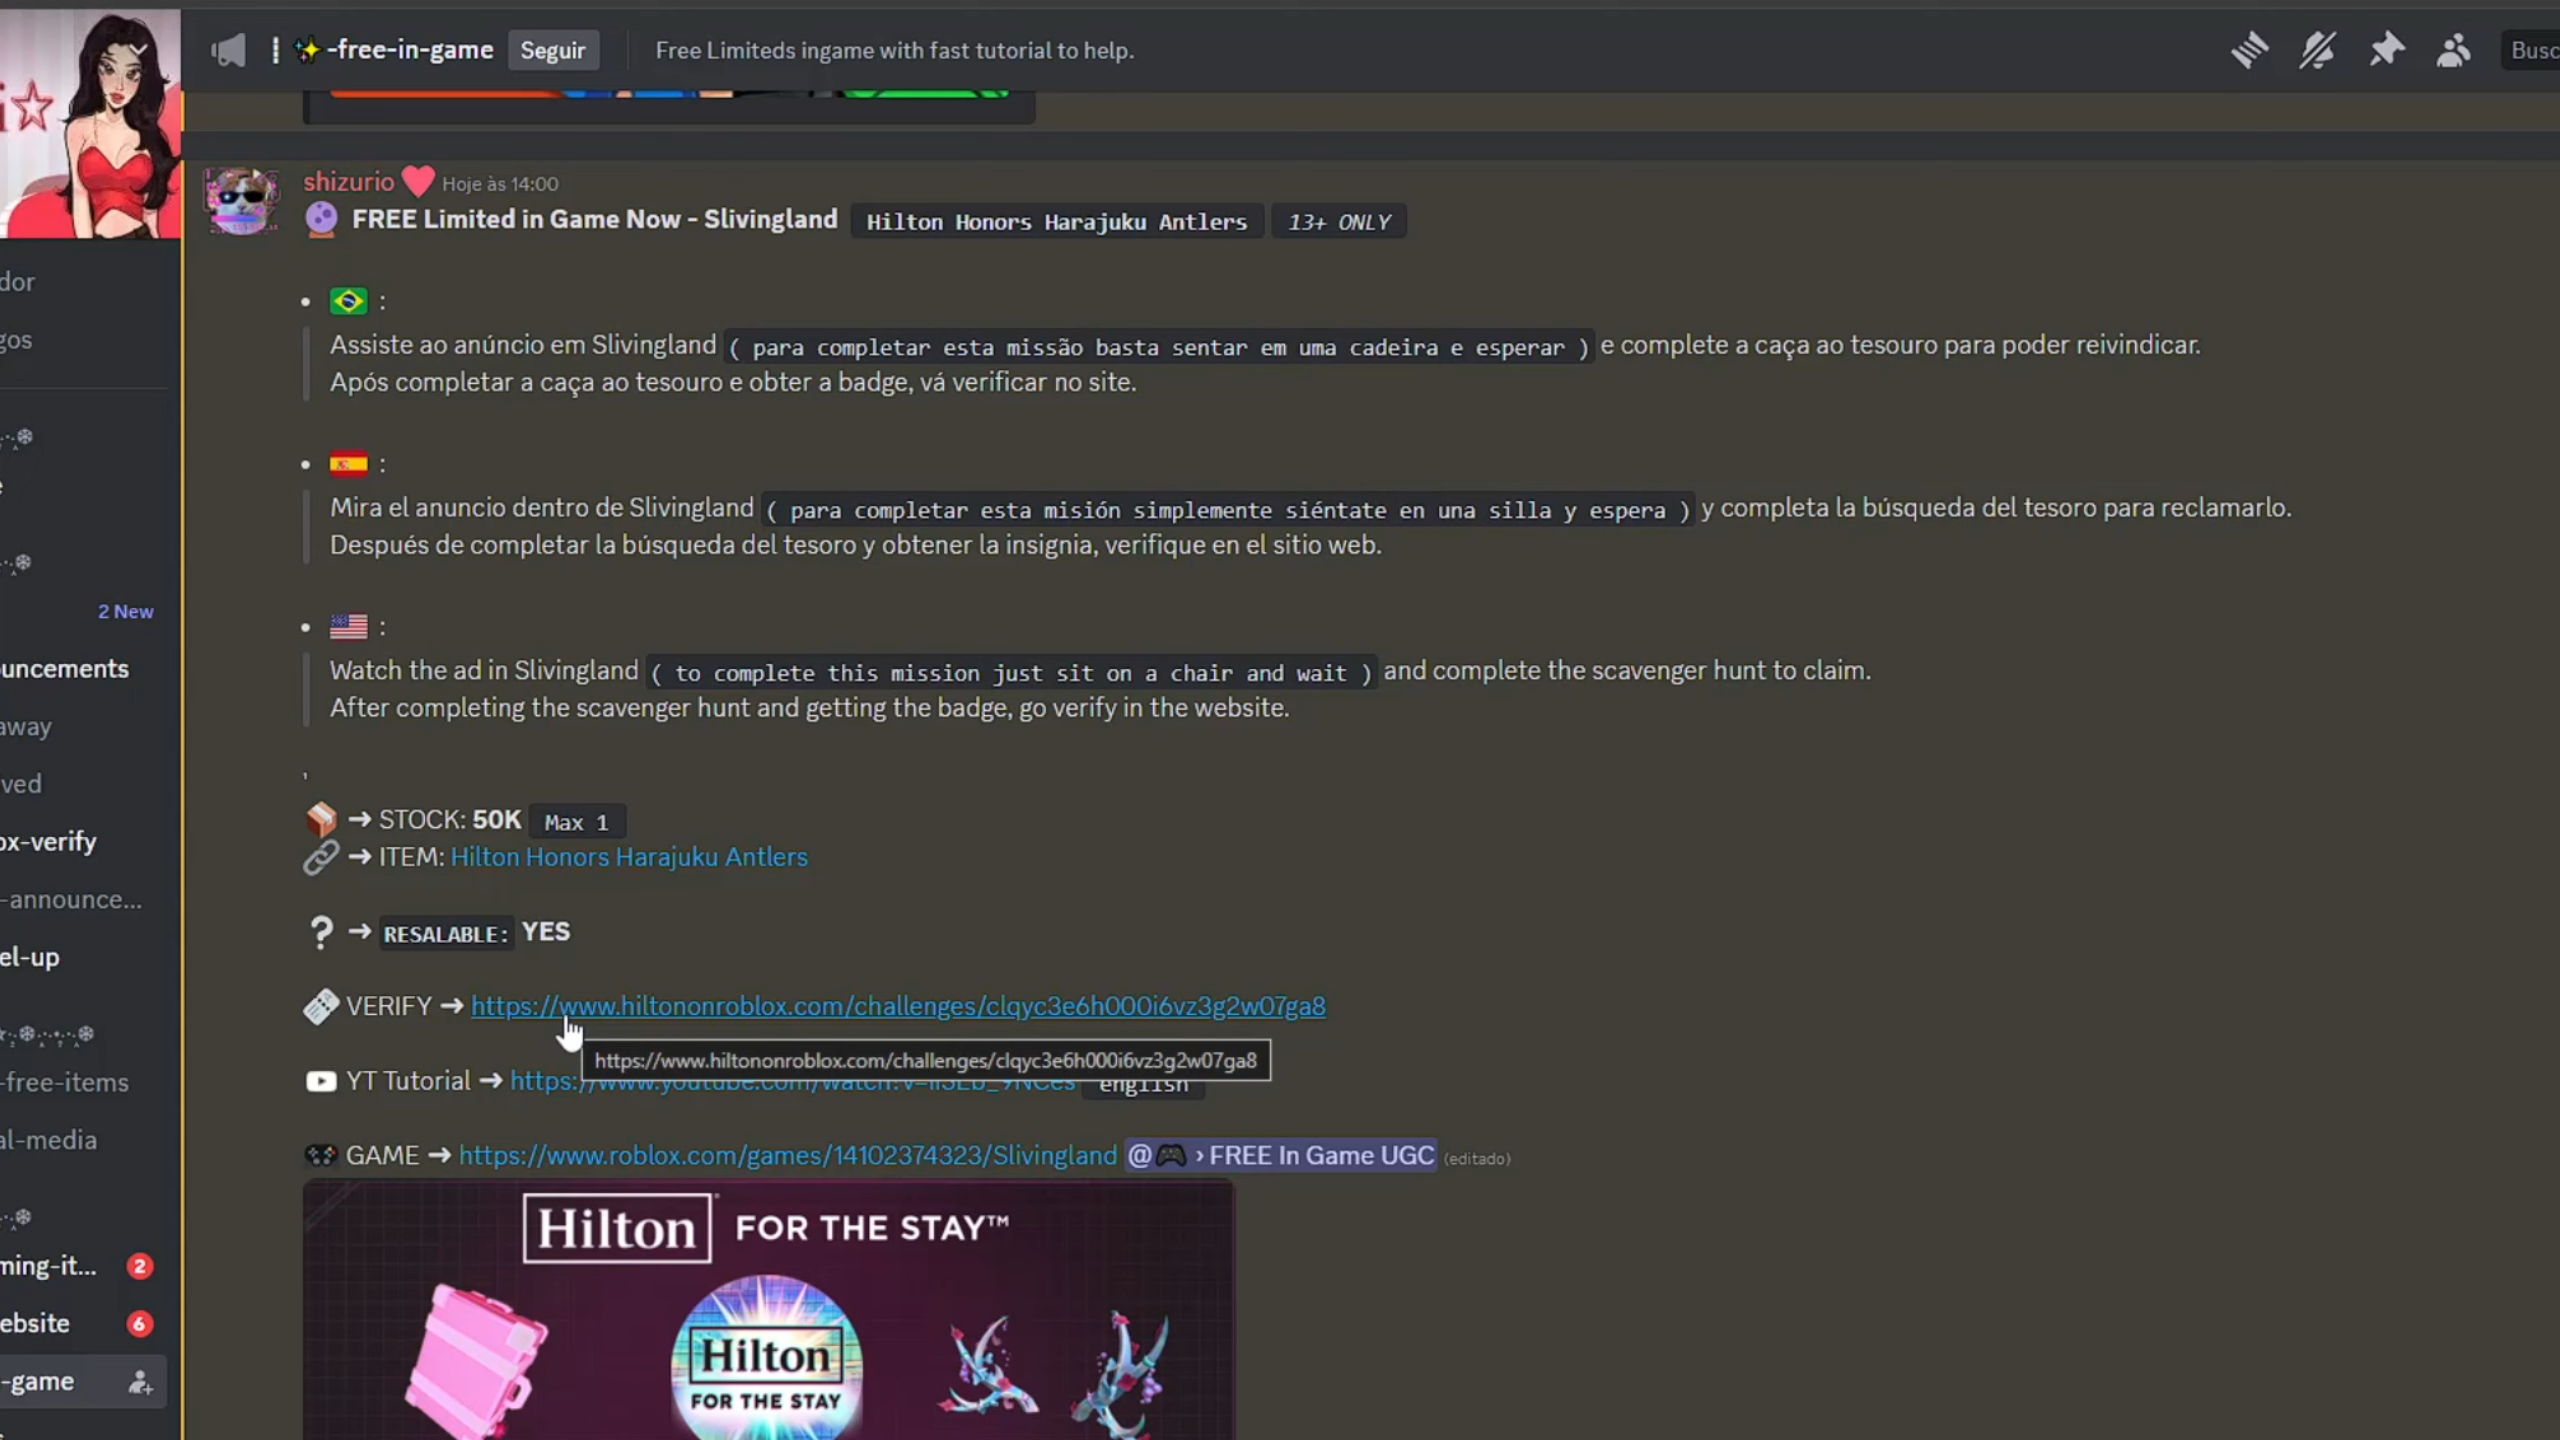 -free-in-game Seguir Free Limiteds ingame with fast tutorial to help. Busc
i☆
shizurio Hoje às 14:00
FREE Limited in Game Now - Slivingland Hilton Honors Harajuku Antlers 13+ ONLY
:
Assiste ao anúncio em Slivingland ( para completar esta missão basta sentar em uma cadeira e esperar ) e complete a caça ao tesouro para poder reivindicar.
Após completar a caça ao tesouro e obter a badge, vá verificar no site.
:
Mira el anuncio dentro de Slivingland ( para completar esta misión simplemente siéntate en una silla y espera ) y completa la búsqueda del tesoro para reclamarlo.
Después de completar la búsqueda del tesoro y obtener la insignia, verifique en el sitio web.
:
Watch the ad in Slivingland ( to complete this mission just sit on a chair and wait ) and complete the scavenger hunt to claim.
After completing the scavenger hunt and getting the badge, go verify in the website.
,
→ STOCK: 50K Max 1
→ ITEM: Hilton Honors Harajuku Antlers
? → RESALABLE: YES
VERIFY → https://www.hiltononroblox.com/challenges/clqyc3e6h000i6vz3g2w07ga8
https://www.hiltononroblox.com/challenges/clqyc3e6h000i6vz3g2w07ga8
YT Tutorial → english
GAME → https://www.roblox.com/games/14102374323/Slivingland @ › FREE In Game UGC (editado)
Hilton FOR THE STAY™
Hilton
FOR THE STAY
dor
gos
e
2 New
uncements
away
ved
ox-verify
-announce...
el-up
-free-items
al-media
ming-it... 2
ebsite 6
-game